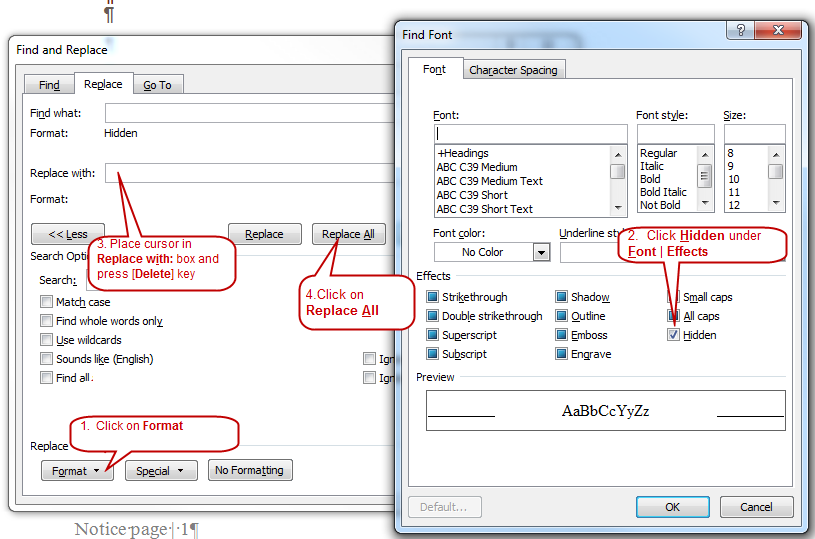 ¶
¶
Find and Replace
Find
Replace
Go To
Find what:
Format:
Hidden
Replace with:
Format:
<< Less
Replace
Replace All
3. Place cursor in
Replace with: box and
press [Delete] key
4.Click on
Replace All
Search Optio
Search:
Match case
Find whole words only
Use wildcards
Sounds like (English)
Find all.
Ign
Ign
1. Click on Format
Replace
Format
Special
No Formatting
Notice·page·|·1¶
Find Font
?
Font
Character Spacing
Font:
Font style:
Size:
+Headings
ABC C39 Medium
ABC C39 Medium Text
ABC C39 Short
ABC C39 Short Text
Regular
Italic
Bold
Bold Italic
Not Bold
8
9
10
11
12
Font color:
Underline sty
No Color
2. Click Hidden under
Font | Effects
Effects
Strikethrough
Double strikethrough
Superscript
Subscript
Shadow
Outline
Emboss
Engrave
Small caps
All caps
Hidden
Preview
AaBbCcYyZz
Default...
OK
Cancel